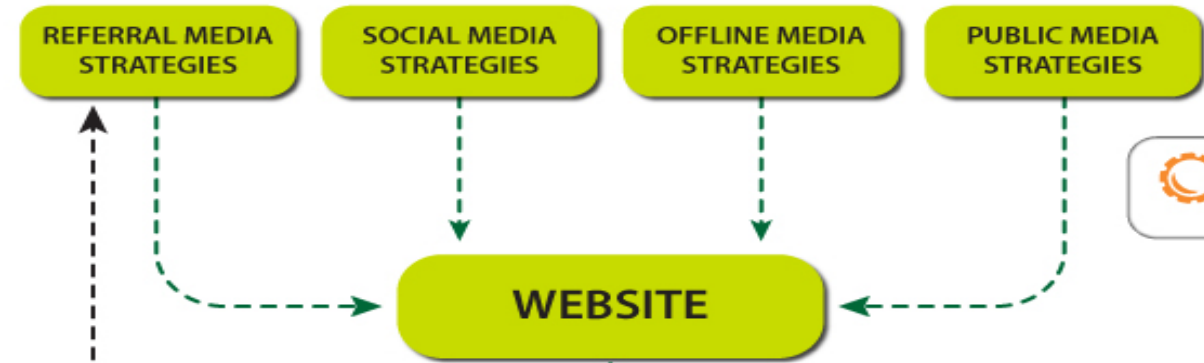 REFERRAL MEDIA
STRATEGIES
SOCIAL MEDIA
STRATEGIES
OFFLINE MEDIA
STRATEGIES
PUBLIC MEDIA
STRATEGIES
WEBSITE